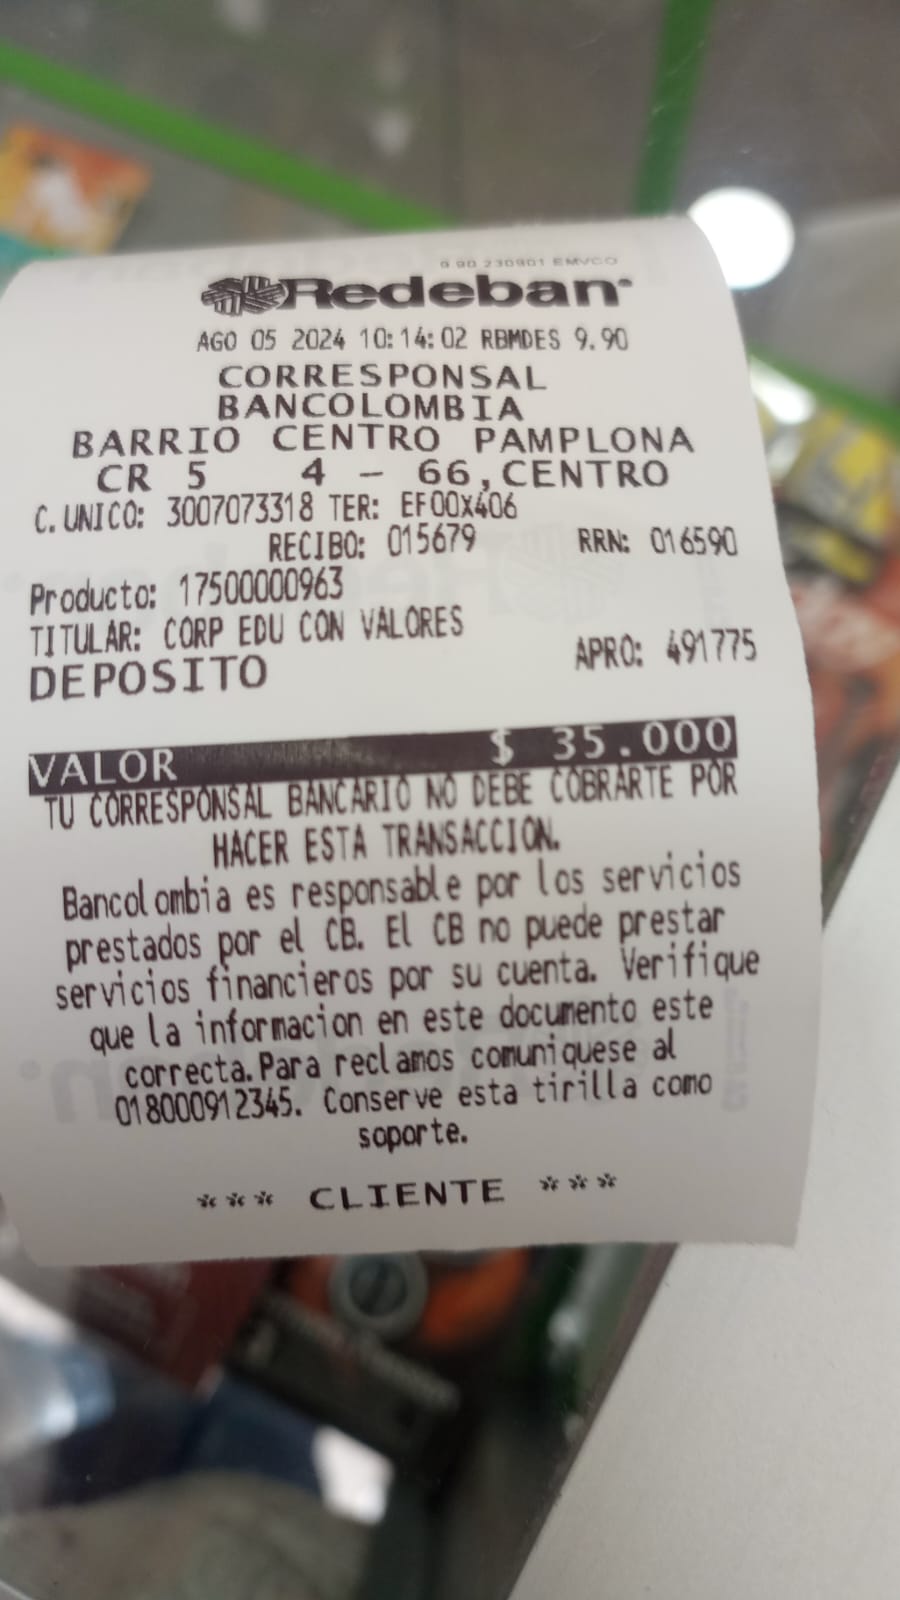 9.90 230901 EMVCO
Redeban
AGO 05 2024 10:14:02 RBMDES 9.90
CORRESPONSAL
BANCOLOMBIA
BARRIO CENTRO PAMPLONA
CR 5 4 - 66,CENTRO
C.UNICO: 3007073318 TER: EF00X406
RECIBO: 015679 RRN: 016590
Producto: 17500000963
TITULAR: CORP EDU CON VALORES
DEPOSITO APRO: 491775
VALOR $ 35.000
TU CORRESPONSAL BANCARIO NO DEBE COBRARTE POR
HACER ESTA TRANSACCION.
Bancolombia es responsable por los servicios
prestados por el CB. El CB no puede prestar
servicios financieros por su cuenta. Verifique
que la informacion en este documento este
correcta.Para reclamos comuniquese al
018000912345. Conserve esta tirilla como
soporte.
*** CLIENTE ***